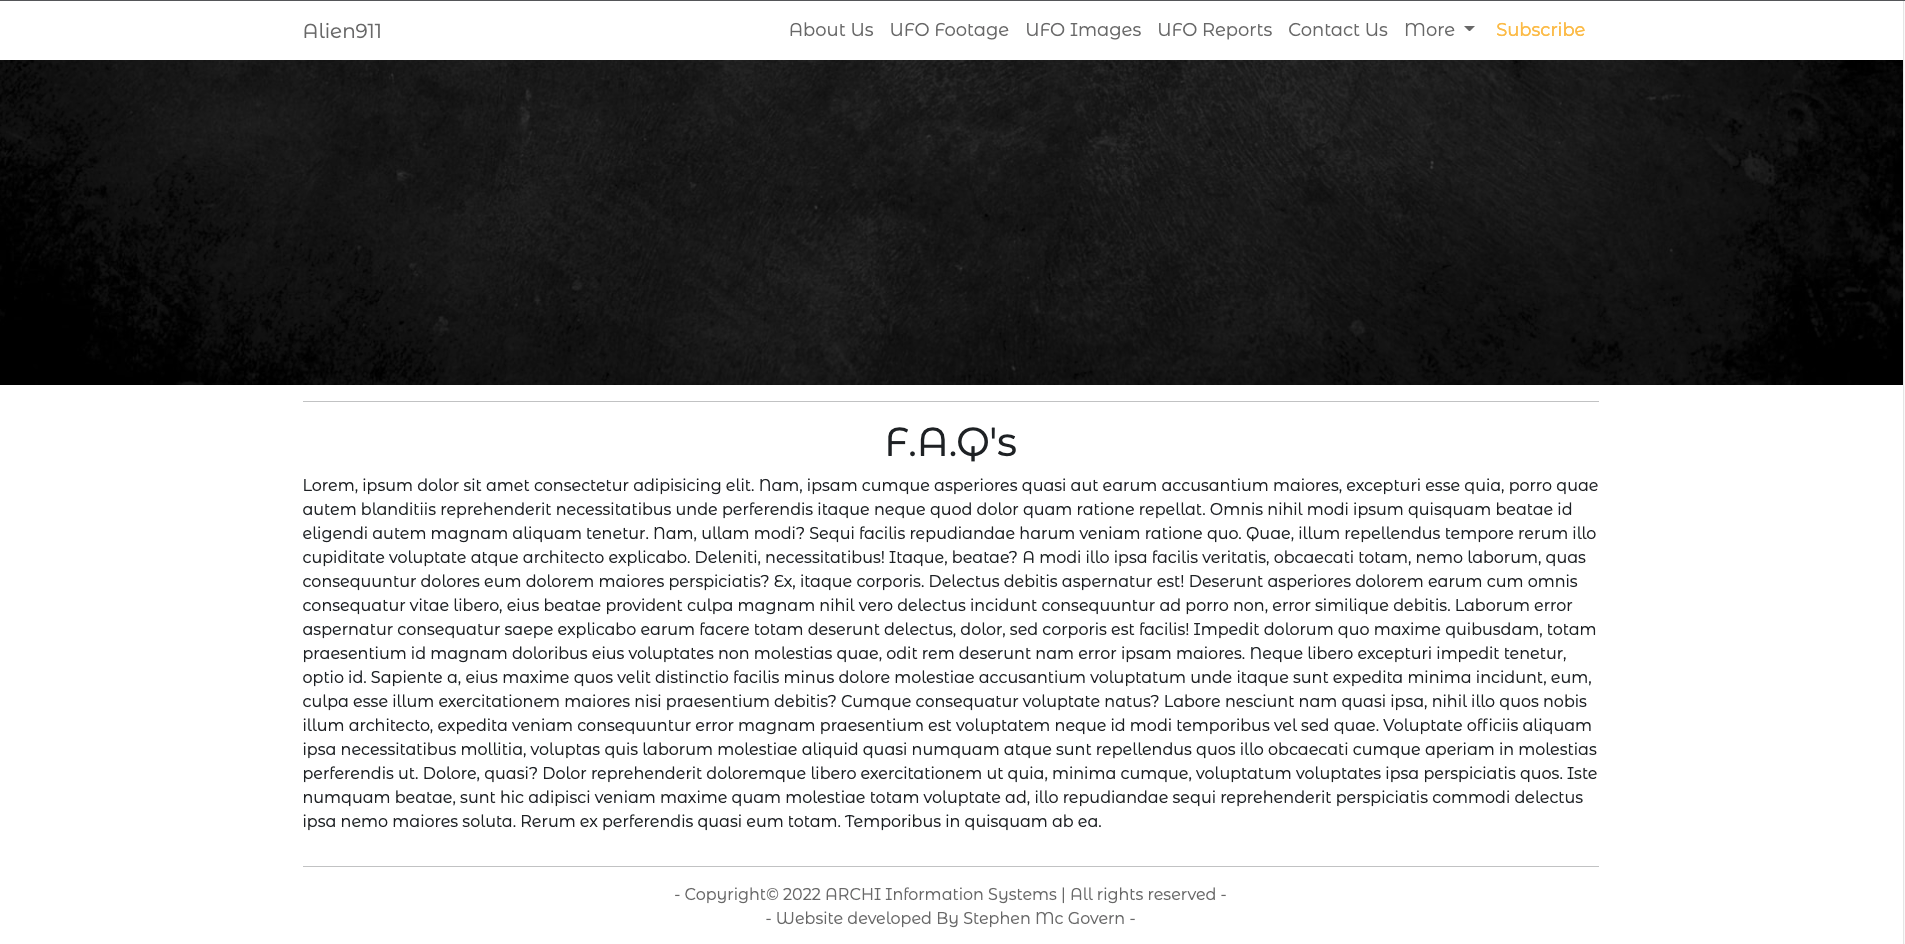 Alien911
About Us UFO Footage UFO Images UFO Reports Contact Us More Subscribe
F.A.Q's
Lorem, ipsum dolor sit amet consectetur adipisicing elit. Nam, ipsam cumque asperiores quasi aut earum accusantium maiores, excepturi esse quia, porro quae
autem blanditiis reprehenderit necessitatibus unde perferendis itaque neque quod dolor quam ratione repellat. Omnis nihil modi ipsum quisquam beatae id
eligendi autem magnam aliquam tenetur. Nam, ullam modi? Sequi facilis repudiandae harum veniam ratione quo. Quae, illum repellendus tempore rerum illo
cupiditate voluptate atque architecto explicabo. Deleniti, necessitatibus! Itaque, beatae? A modi illo ipsa facilis veritatis, obcaecati totam, nemo laborum, quas
consequuntur dolores eum dolorem maiores perspiciatis? Ex, itaque corporis. Delectus debitis aspernatur est! Deserunt asperiores dolorem earum cum omnis
consequatur vitae libero, eius beatae provident culpa magnam nihil vero delectus incidunt consequuntur ad porro non, error similique debitis. Laborum error
aspernatur consequatur saepe explicabo earum facere totam deserunt delectus, dolor, sed corporis est facilis! Impedit dolorum quo maxime quibusdam, totam
praesentium id magnam doloribus eius voluptates non molestias quae, odit rem deserunt nam error ipsam maiores. Neque libero excepturi impedit tenetur,
optio id. Sapiente a, eius maxime quos velit distinctio facilis minus dolore molestiae accusantium voluptatum unde itaque sunt expedita minima incidunt, eum,
culpa esse illum exercitationem maiores nisi praesentium debitis? Cumque consequatur voluptate natus? Labore nesciunt nam quasi ipsa, nihil illo quos nobis
illum architecto, expedita veniam consequuntur error magnam praesentium est voluptatem neque id modi temporibus vel sed quae. Voluptate officiis aliquam
ipsa necessitatibus mollitia, voluptas quis laborum molestiae aliquid quasi numquam atque sunt repellendus quos illo obcaecati cumque aperiam in molestias
perferendis ut. Dolore, quasi? Dolor reprehenderit doloremque libero exercitationem ut quia, minima cumque, voluptatum voluptates ipsa perspiciatis quos. Iste
numquam beatae, sunt hic adipisci veniam maxime quam molestiae totam voluptate ad, illo repudiandae sequi reprehenderit perspiciatis commodi delectus
ipsa nemo maiores soluta. Rerum ex perferendis quasi eum totam. Temporibus in quisquam ab ea.
- Copyright© 2022 ARCHI Information Systems | All rights reserved -
- Website developed By Stephen Mc Govern -